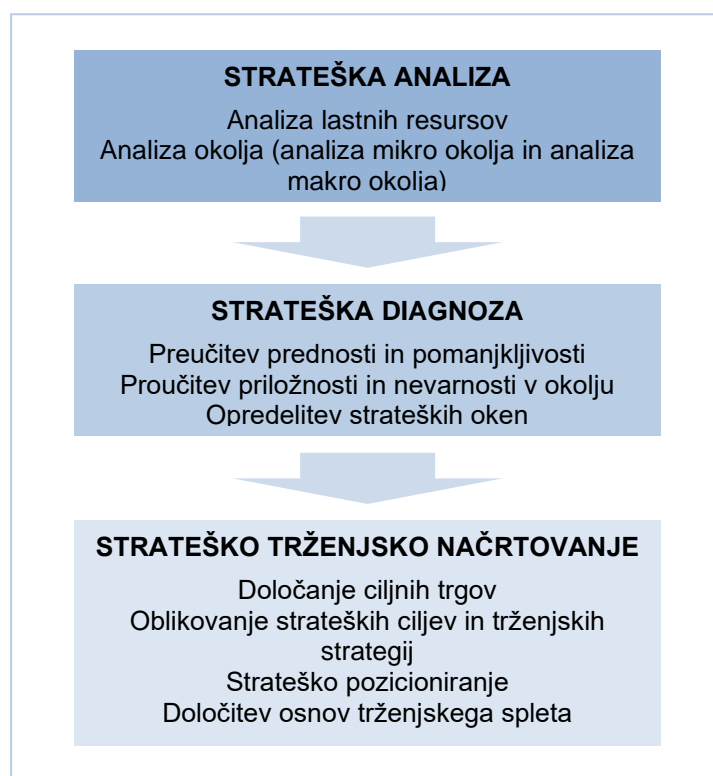 STRATEŠKA ANALIZA
Analiza lastnih resursov
Analiza okolja (analiza mikro okolja in analiza
makro okolja)
STRATEŠKA DIAGNOZA
Preučitev prednosti in pomanjkljivosti
Proučitev priložnosti in nevarnosti v okolju
Opredelitev strateških oken
STRATEŠKO TRŽENJSKO NAČRTOVANJE
Določanje ciljnih trgov
Oblikovanje strateških ciljev in trženjskih
strategij
Strateško pozicioniranje
Določitev osnov trženjskega spleta